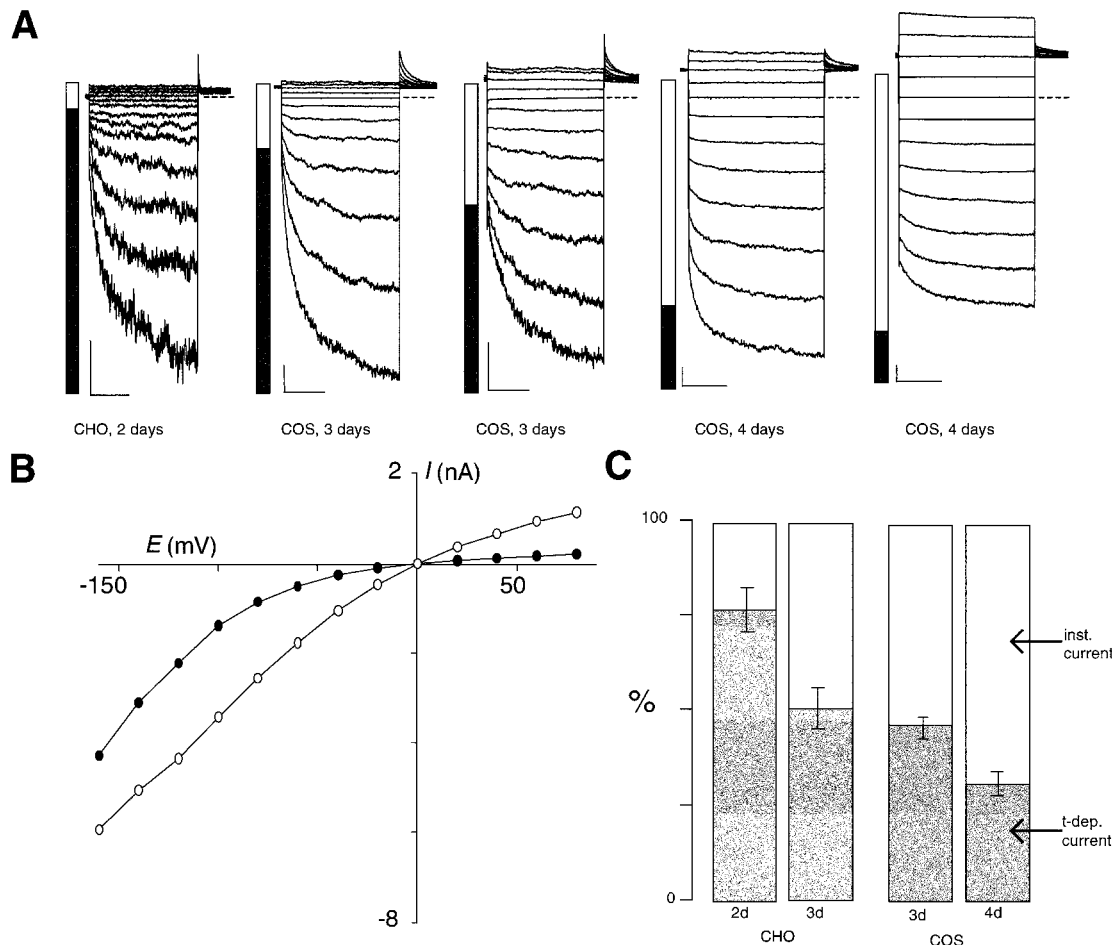 A
CHO, 2 days
COS, 3 days
COS, 3 days
COS, 4 days
COS, 4 days
B
2
I (nA)
E (mV)
-150
50
-8
C
100
%
0
inst.
current
t-dep.
current
2d
3d
3d
4d
CHO
COS